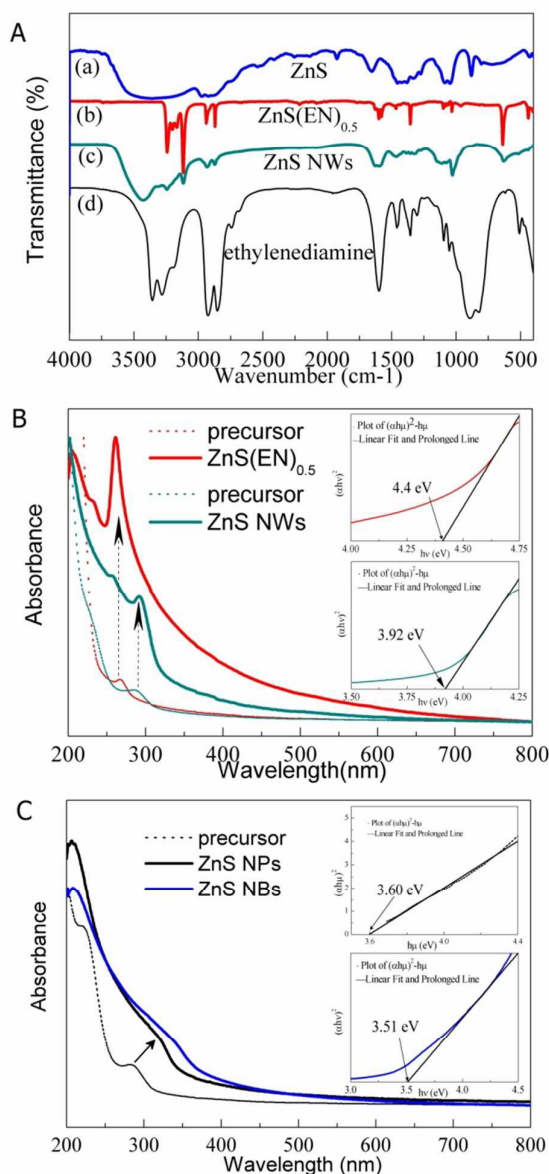 A
Transmittance (%)
(a)
ZnS
(b)
ZnS(EN)0.5
(c)
ZnS NWs
(d)
ethylenediamine
4000 3500 3000 2500 2000 1500 1000 500
Wavenumber (cm-1)
B
Absorbance
precursor
ZnS(EN)0.5
precursor
ZnS NWs
Plot of (αhμ)2-hμ
Linear Fit and Prolonged Line
(αhν)2
4.4 eV
4.00 4.25 4.50 4.75
hν (eV)
Plot of (αhμ)2-hμ
Linear Fit and Prolonged Line
(αhν)2
3.92 eV
3.50 3.75 4.00 4.25
hν (eV)
200 300 400 500 600 700 800
Wavelength(nm)
C
Absorbance
precursor
ZnS NPs
ZnS NBs
Plot of (αhμ)2-hμ
Linear Fit and Prolonged Line
(αhμ)2
5
4
3
2
1
0
3.60 eV
3.6 4.0 4.4
hμ (eV)
Plot of (αhμ)2-hμ
Linear Fit and Prolonged Line
(αhν)2
3.51 eV
3.0 3.5 4.0 4.5
hν (eV)
200 300 400 500 600 700 800
Wavelength (nm)